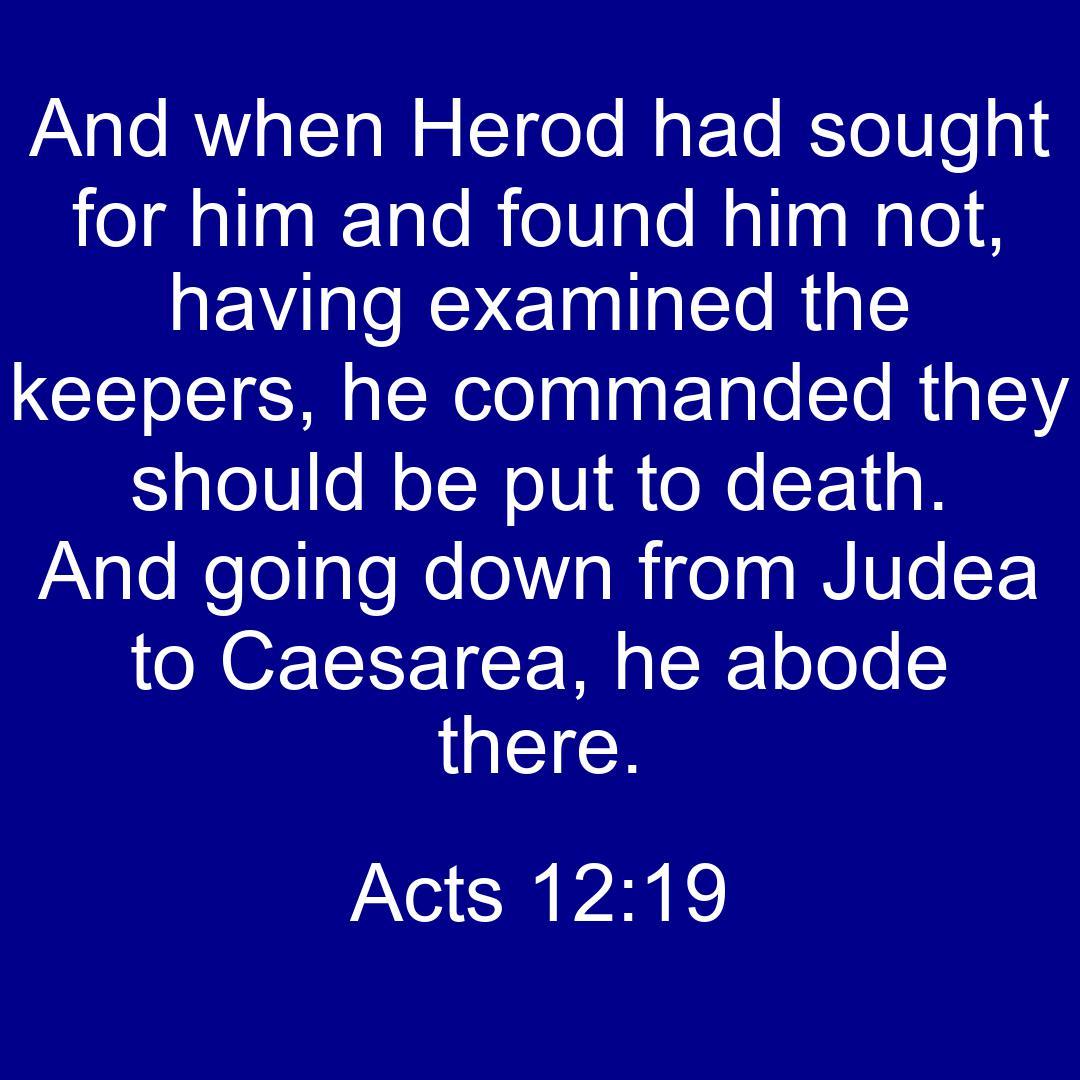 And when Herod had sought
for him and found him not,
having examined the
keepers, he commanded they
should be put to death.
And going down from Judea
to Caesarea, he abode
there.
Acts 12:19